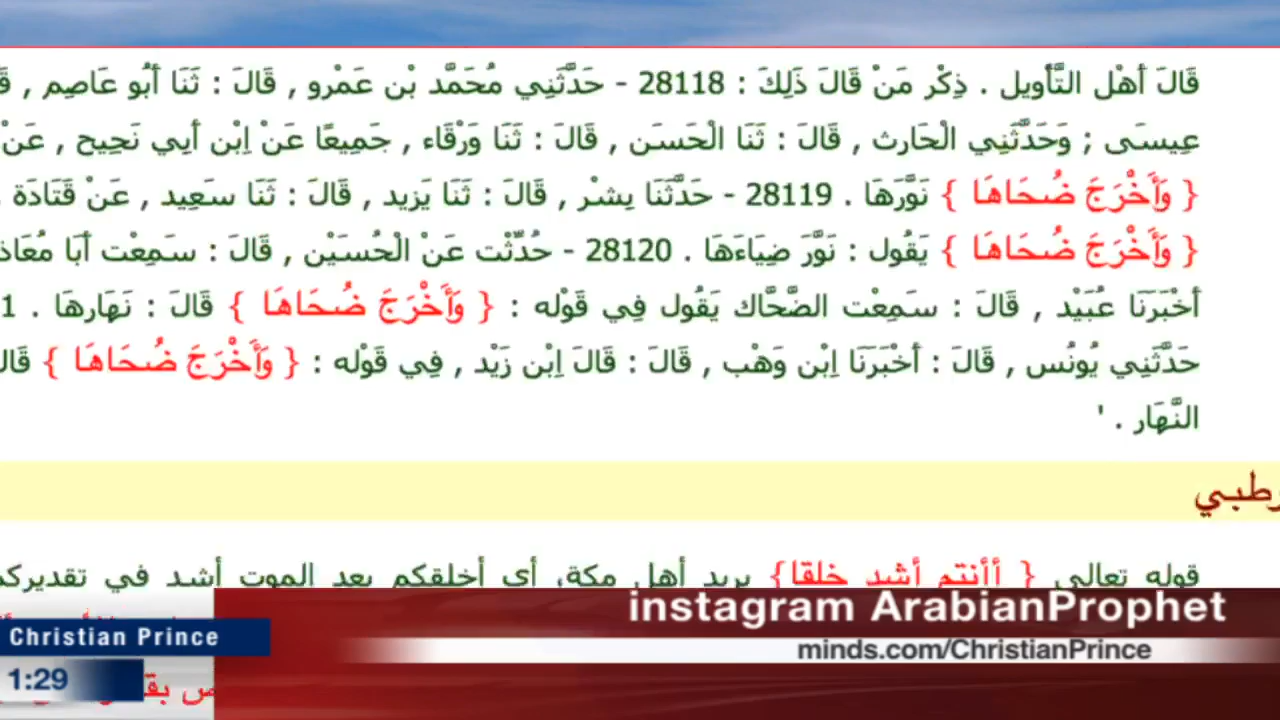 قَالَ أَهْل التَّأْوِيل . ذِكْر مَنْ قَالَ ذَلِكَ : 28118 - حَدَّثَنِي مُحَمَّد بْن عَمْرو , قَالَ : ثَنَا أَبُو عَاصِم ,
عِيسَى ; وَحَدَّثَنِي الْحَارِث , قَالَ : ثَنَا الْحَسَن , قَالَ : ثَنَا وَرْقَاء , جَمِيعًا عَنْ اِبْن أَبِي نَجِيح , عَنْ
{ وَأَخْرَجَ ضُحَاهَا } نَوَّرَهَا . 28119 - حَدَّثَنَا بِشْر , قَالَ : ثَنَا يَزِيد , قَالَ : ثَنَا سَعِيد , عَنْ قَتَادَة
{ وَأَخْرَجَ ضُحَاهَا } يَقُول : نَوَّرَ ضِيَاءَهَا . 28120 - حُدِّثْت عَنْ الْحُسَيْن , قَالَ : سَمِعْت أَبَا مُعَاذ
أَخْبَرَنَا عُبَيْد , قَالَ : سَمِعْت الضَّحَّاك يَقُول فِي قَوْله : { وَأَخْرَجَ ضُحَاهَا } قَالَ : نَهَارهَا . 1
حَدَّثَنِي يُونُس , قَالَ : أَخْبَرَنَا اِبْن وَهْب , قَالَ : قَالَ اِبْن زَيْد , فِي قَوْله : { وَأَخْرَجَ ضُحَاهَا } قَالَ
النَّهَار . '
رطبي
قوله تعالى { أأنتم أشد خلقا} يريد أهل مكة، أي أخلقكم بعد الموت أشد في تقديركم
instagram ArabianProphet
Christian Prince
minds.com/ChristianPrince
1:29